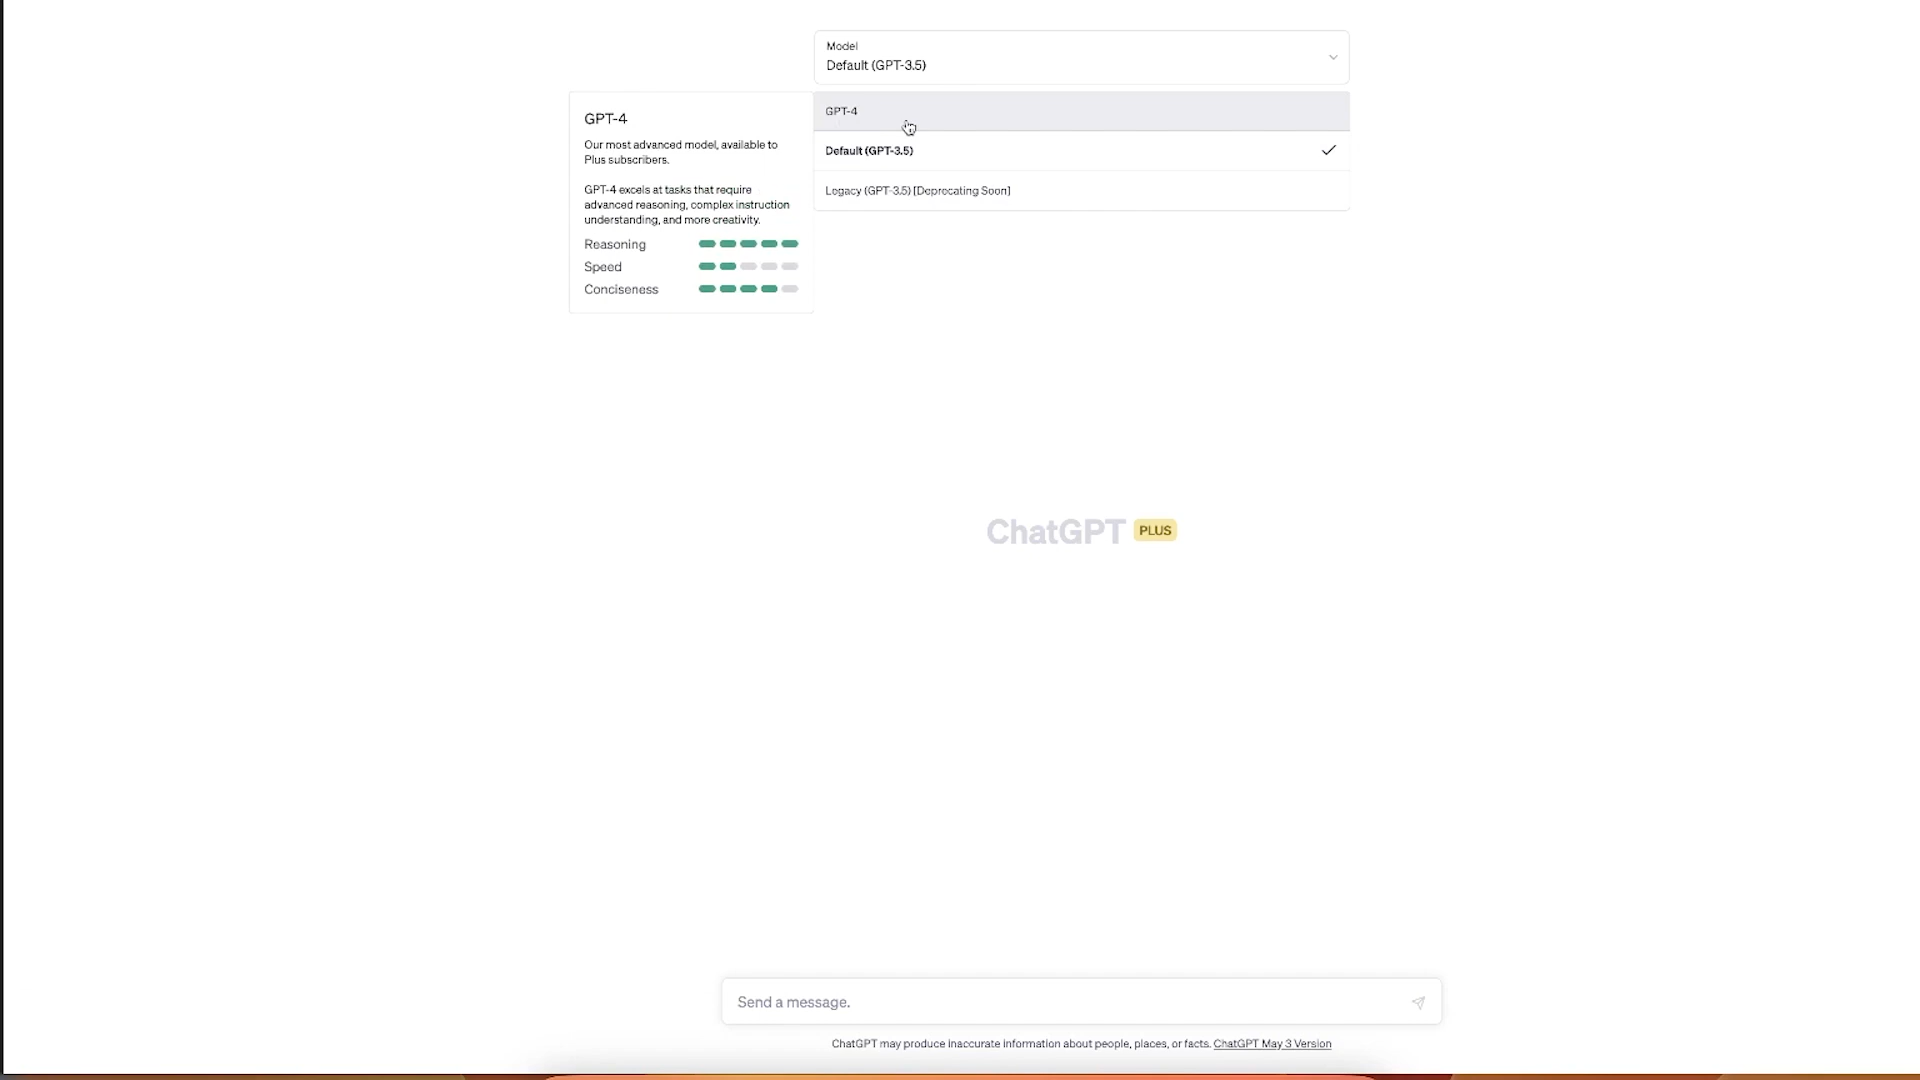 Model
Default (GPT-3.5)
GPT-4
Default (GPT-3.5)
Legacy (GPT-3.5) [Deprecating Soon]
GPT-4
Our most advanced model, available to
Plus subscribers.
GPT-4 excels at tasks that require
advanced reasoning, complex instruction
understanding, and more creativity.
Reasoning
Speed
Conciseness
ChatGPT PLUS
Send a message.
ChatGPT may produce inaccurate information about people, places, or facts. ChatGPT May 3 Version